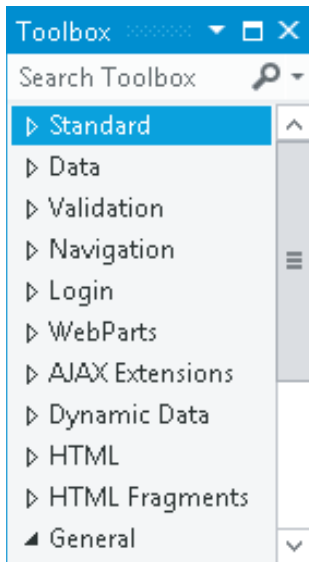 Toolbox
Search Toolbox
Standard
Data
Validation
Navigation
Login
WebParts
AJAX Extensions
Dynamic Data
HTML
HTML Fragments
General